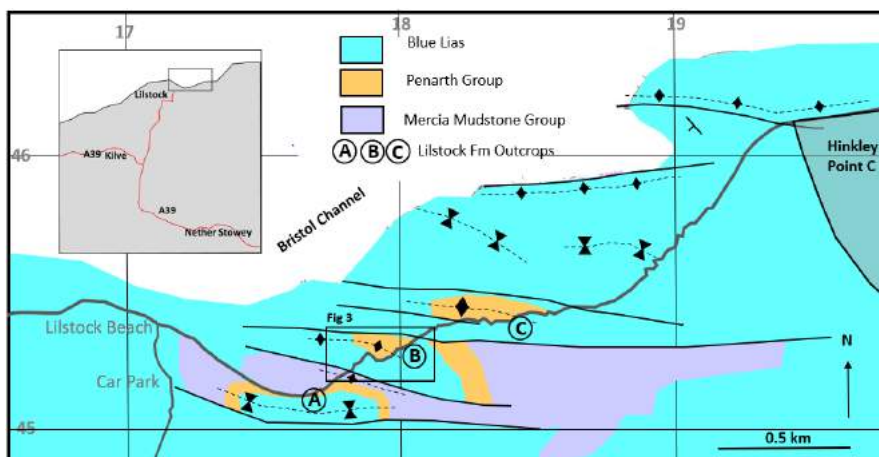 17
18
19
Blue Lias
Penarth Group
Mercia Mudstone Group
A B C Lilstock Fm Outcrops
Lilstock
A39 Kilve
A39
Nether Stowey
46
Hinkley
Point C
Bristol Channel
Fig 3
Lilstock Beach
C
B
N
Car Park
A
45
0.5 km